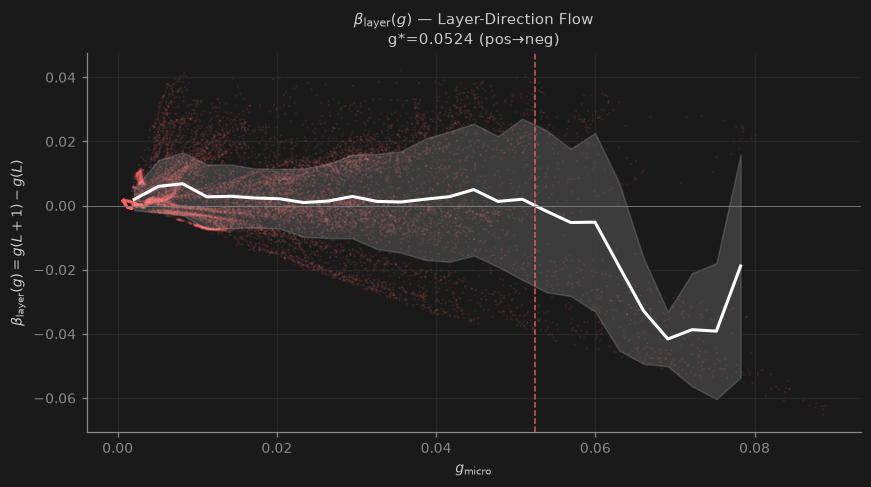 β_layer(g) — Layer-Direction Flow
g*=0.0524 (pos→neg)
β_layer(g) = g(L + 1) − g(L)
0.04
0.02
0.00
−0.02
−0.04
−0.06
0.00 0.02 0.04 0.06 0.08
g_micro